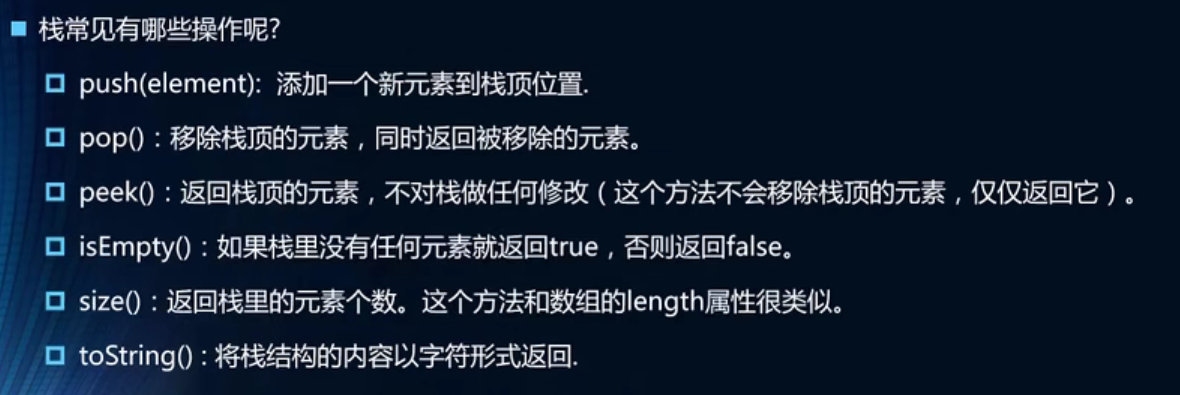 栈常见有哪些操作呢?
push(element): 添加一个新元素到栈顶位置.
pop()：移除栈顶的元素，同时返回被移除的元素。
peek()：返回栈顶的元素，不对栈做任何修改（这个方法不会移除栈顶的元素，仅仅返回它）。
isEmpty()：如果栈里没有任何元素就返回true，否则返回false。
size()：返回栈里的元素个数。这个方法和数组的length属性很类似。
toString()：将栈结构的内容以字符形式返回.